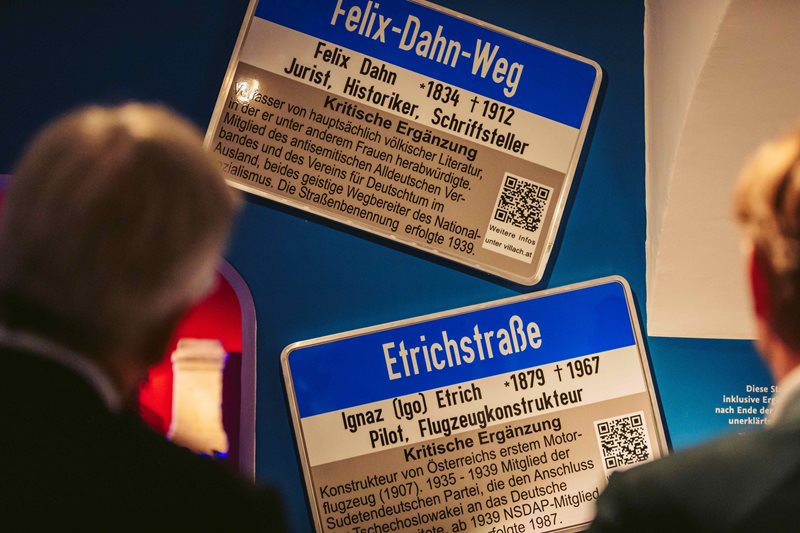 Felix-Dahn-Weg
Felix Dahn *1834 †1912
Jurist, Historiker, Schriftsteller
Kritische Ergänzung
Verfasser von hauptsächlich völkischer Literatur,
in der er unter anderem Frauen herabwürdigte.
Mitglied des antisemitischen Alldeutschen Ver-
bandes und des Vereins für Deutschtum im
Ausland, beides geistige Wegbereiter des National-
sozialismus. Die Straßenbenennung erfolgte 1939.
Weitere Infos
unter villach.at
Etrichstraße
Ignaz (Igo) Etrich *1879 †1967
Pilot, Flugzeugkonstrukteur
Kritische Ergänzung
Konstrukteur von Österreichs erstem Motor-
flugzeug (1907). 1935 - 1939 Mitglied der
Sudetendeutschen Partei, die den Anschluss
Tschechoslowakei an das Deutsche
ab 1939 NSDAP-Mitglied
erfolgte 1987.
Diese
inklusive
nach Ende der
unerklärt